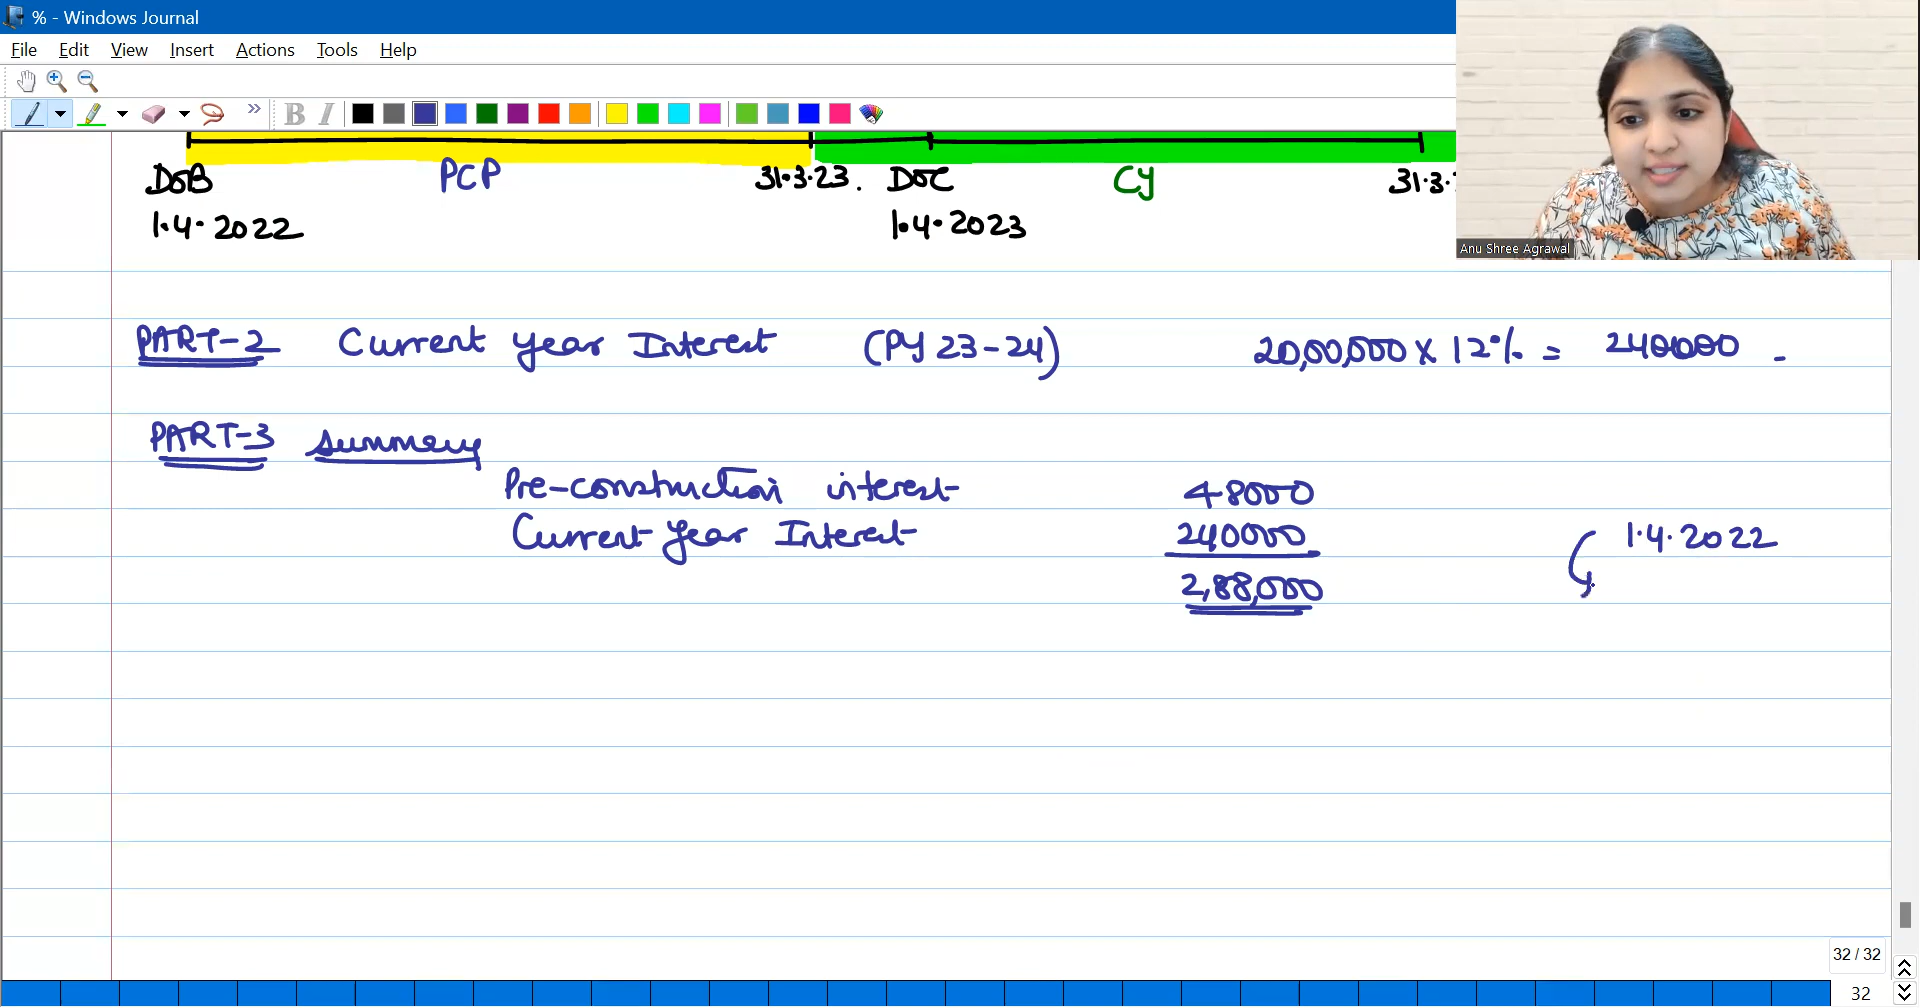 % - Windows Journal
File Edit View Insert Actions Tools Help
B I
Anu Shree Agrawal
DOB PCP 31.3.23. DOC CY 31.3.
1.4.2022 1.4.2023
PART-2 Current year Interest (PY 23-24) 20,00,000 x 12% = 240000 -
PART-3 Summery
Pre-construction interest 48000
Current year Interest 240000 1.4.2022
2,88,000
32 / 32
32